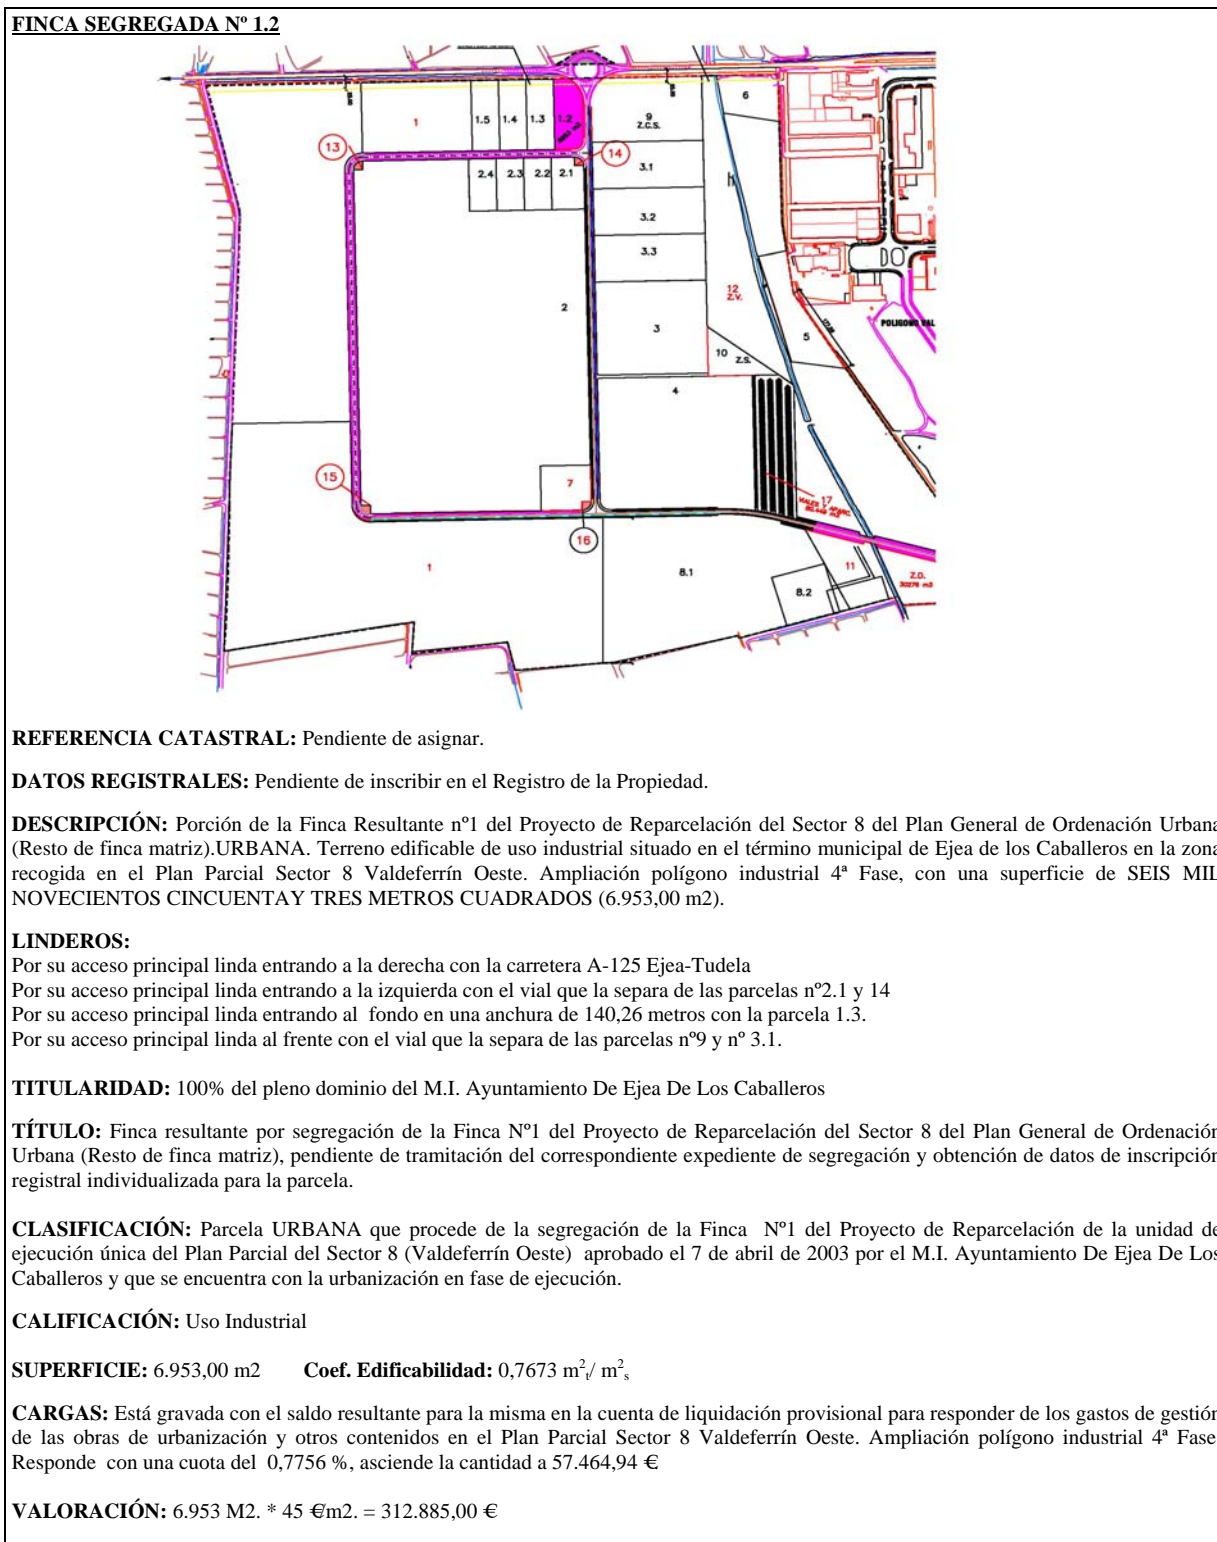 FINCA SEGREGADA Nº 1.2
6
1
1.5
1.4
1.3
1.2
9
Z.C.S.
13
14
3.1
2.4
2.3
2.2
2.1
3.2
3.3
12
Z.V.
2
3
5
POLIGONO VAL
10
Z.S.
4
15
7
17
VIALES Y APARC.
16
1
8.1
8.2
11
Z.D.
30276 m2
REFERENCIA CATASTRAL: Pendiente de asignar.
DATOS REGISTRALES: Pendiente de inscribir en el Registro de la Propiedad.
DESCRIPCIÓN: Porción de la Finca Resultante nº1 del Proyecto de Reparcelación del Sector 8 del Plan General de Ordenación Urbana
(Resto de finca matriz).URBANA. Terreno edificable de uso industrial situado en el término municipal de Ejea de los Caballeros en la zona
recogida en el Plan Parcial Sector 8 Valdeferrín Oeste. Ampliación polígono industrial 4ª Fase, con una superficie de SEIS MIL
NOVECIENTOS CINCUENTAY TRES METROS CUADRADOS (6.953,00 m2).
LINDEROS:
Por su acceso principal linda entrando a la derecha con la carretera A-125 Ejea-Tudela
Por su acceso principal linda entrando a la izquierda con el vial que la separa de las parcelas nº2.1 y 14
Por su acceso principal linda entrando al fondo en una anchura de 140,26 metros con la parcela 1.3.
Por su acceso principal linda al frente con el vial que la separa de las parcelas nº9 y nº 3.1.
TITULARIDAD: 100% del pleno dominio del M.I. Ayuntamiento De Ejea De Los Caballeros
TÍTULO: Finca resultante por segregación de la Finca Nº1 del Proyecto de Reparcelación del Sector 8 del Plan General de Ordenación
Urbana (Resto de finca matriz), pendiente de tramitación del correspondiente expediente de segregación y obtención de datos de inscripción
registral individualizada para la parcela.
CLASIFICACIÓN: Parcela URBANA que procede de la segregación de la Finca Nº1 del Proyecto de Reparcelación de la unidad de
ejecución única del Plan Parcial del Sector 8 (Valdeferrín Oeste) aprobado el 7 de abril de 2003 por el M.I. Ayuntamiento De Ejea De Los
Caballeros y que se encuentra con la urbanización en fase de ejecución.
CALIFICACIÓN: Uso Industrial
SUPERFICIE: 6.953,00 m2 Coef. Edificabilidad: 0,7673 m²t/ m²s
CARGAS: Está gravada con el saldo resultante para la misma en la cuenta de liquidación provisional para responder de los gastos de gestión
de las obras de urbanización y otros contenidos en el Plan Parcial Sector 8 Valdeferrín Oeste. Ampliación polígono industrial 4ª Fase
Responde con una cuota del 0,7756 %, asciende la cantidad a 57.464,94 €
VALORACIÓN: 6.953 M2. * 45 €/m2. = 312.885,00 €